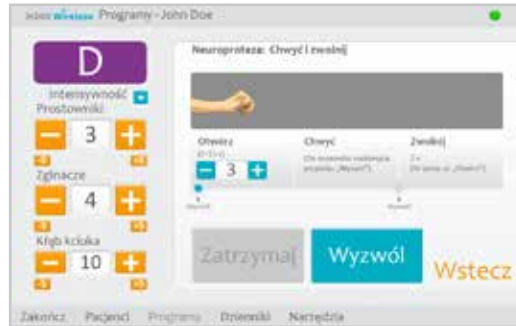 Wireless Programy - John Doe
D
Intensywność
Prostowniki
3
Zginacze
4
Kłąb kciuka
10
Neuroproteza: Chwyć i zwolnij
Otwórz
3
Chwyć
Zwolnij
Zatrzymaj
Wyzwól
Wstecz
Zakończ Pacjenci Programy Dzienniki Narzędzia